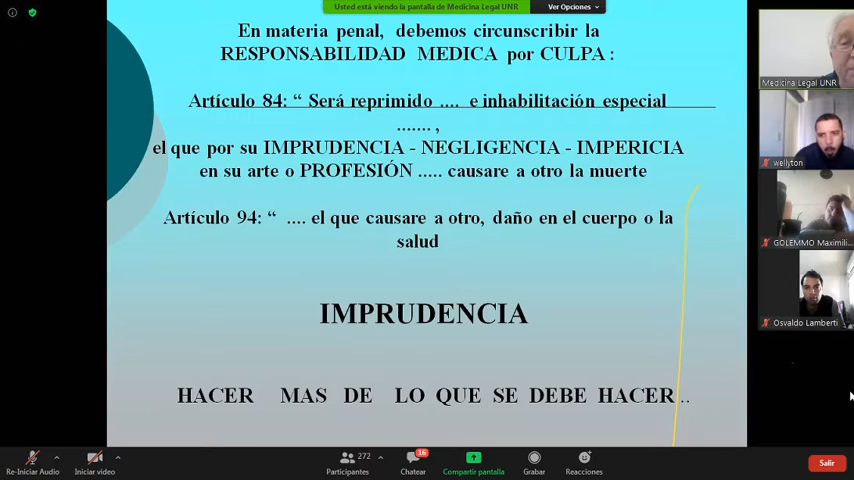 Usted está viendo la pantalla de Medicina Legal UNR
Ver Opciones
En materia penal, debemos circunscribir la
RESPONSABILIDAD MEDICA por CULPA :
Artículo 84: “ Será reprimido .... e inhabilitación especial
....... ,
el que por su IMPRUDENCIA - NEGLIGENCIA - IMPERICIA
en su arte o PROFESIÓN ..... causare a otro la muerte
Artículo 94: “ .... el que causare a otro, daño en el cuerpo o la
salud
IMPRUDENCIA
HACER MAS DE LO QUE SE DEBE HACER ..
Medicina Legal UNR
wellyton
GOLEMMO Maximili...
Osvaldo Lamberti
Re-Iniciar Audio
Iniciar video
272
Participantes
16
Chatear
Compartir pantalla
Grabar
Reacciones
Salir